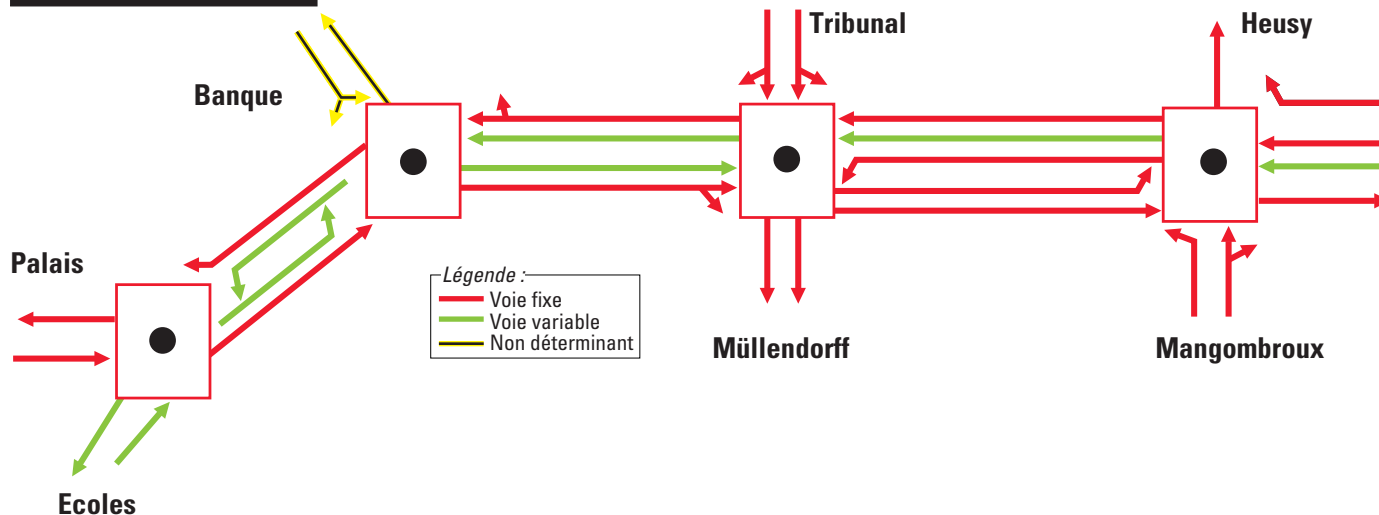 Tribunal
Heusy
Banque
Palais
Légende :
Voie fixe
Voie variable
Non déterminant
Müllendorff
Mangombroux
Ecoles